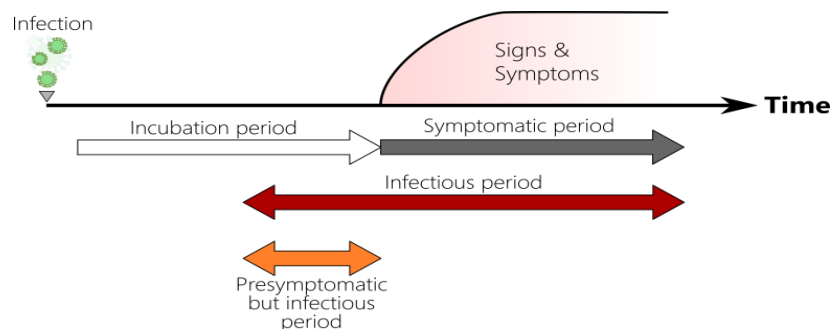 Infection
Signs &
Symptoms
Time
Incubation period
Symptomatic period
Infectious period
Presymptomatic
but infectious
period